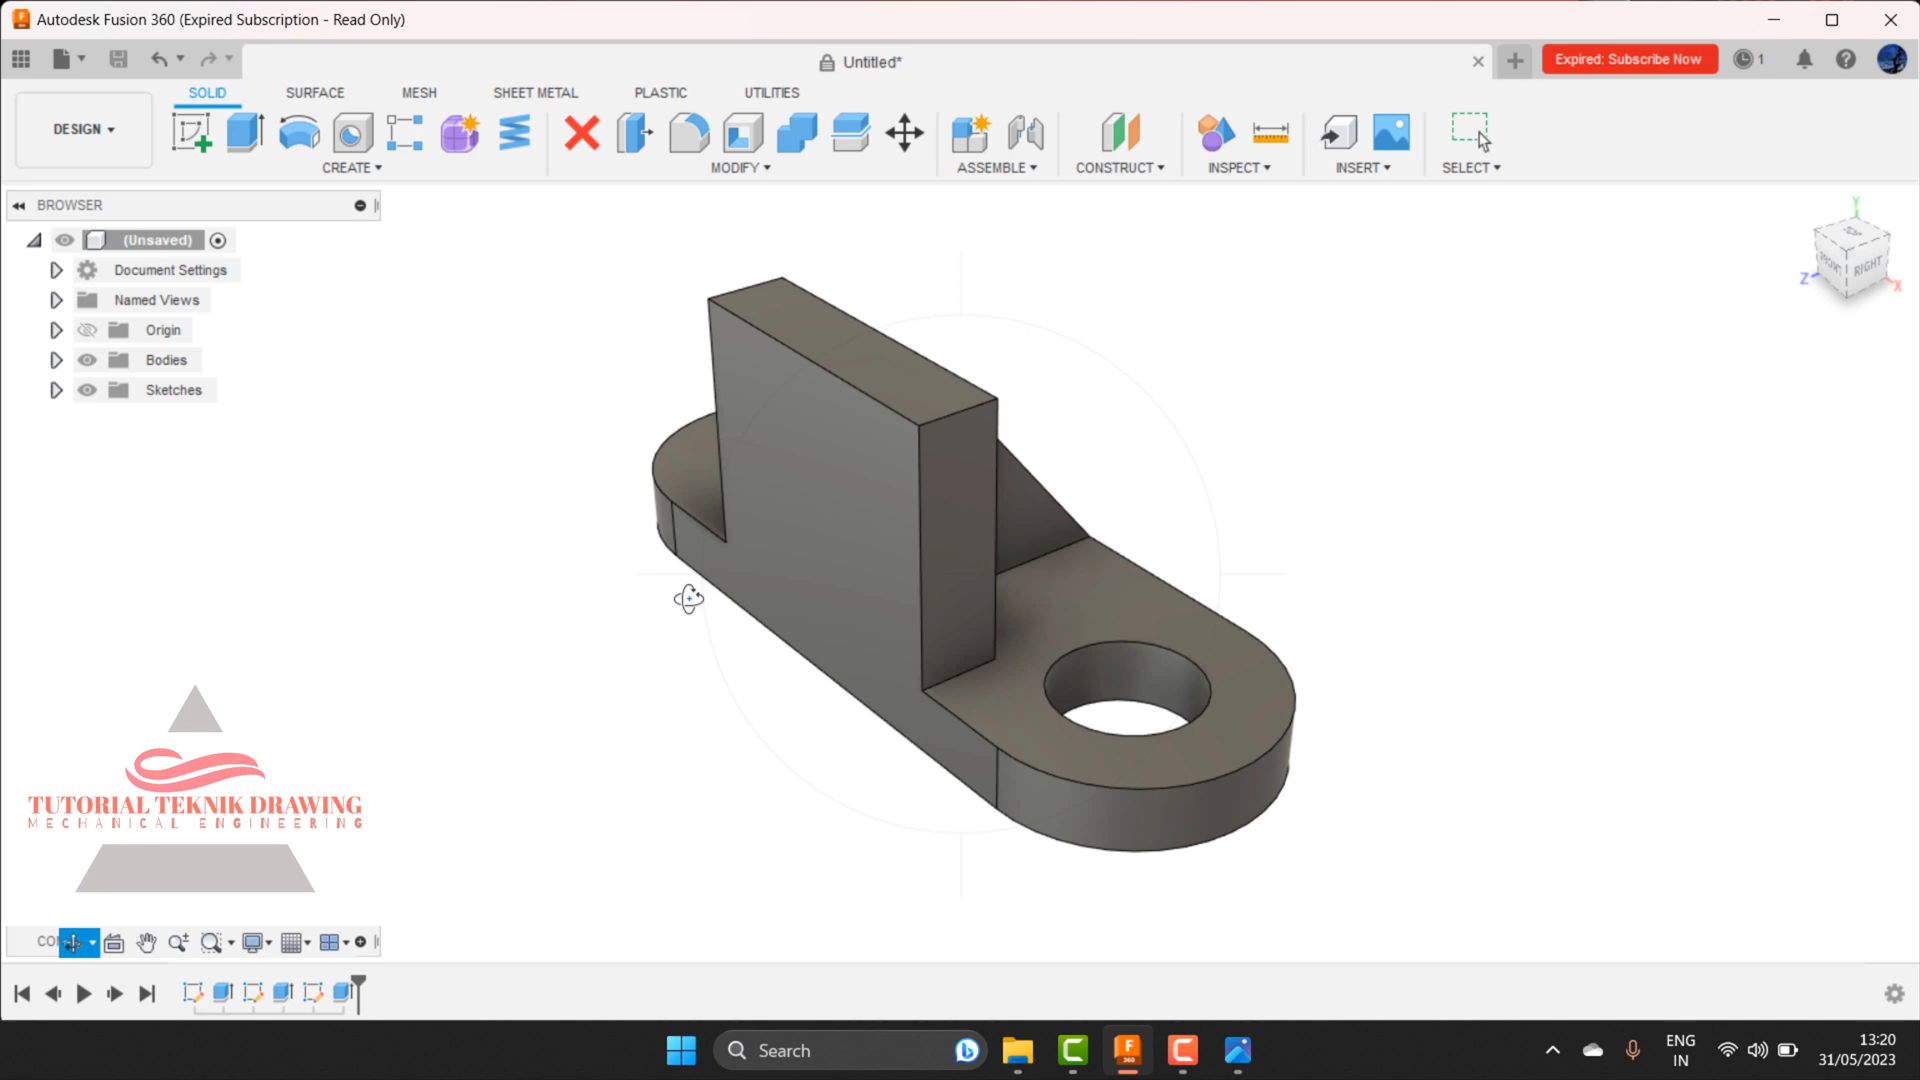 Autodesk Fusion 360 (Expired Subscription - Read Only)
Untitled*
Expired: Subscribe Now
1
DESIGN
SOLID
SURFACE
MESH
SHEET METAL
PLASTIC
UTILITIES
CREATE
MODIFY
ASSEMBLE
CONSTRUCT
INSPECT
INSERT
SELECT
BROWSER
(Unsaved)
Document Settings
Named Views
Origin
Bodies
Sketches
Y
Z
X
RIGHT
TUTORIAL TEKNIK DRAWING
MECHANICAL ENGINEERING
CO
Search
F
360
ENG
IN
13:20
31/05/2023